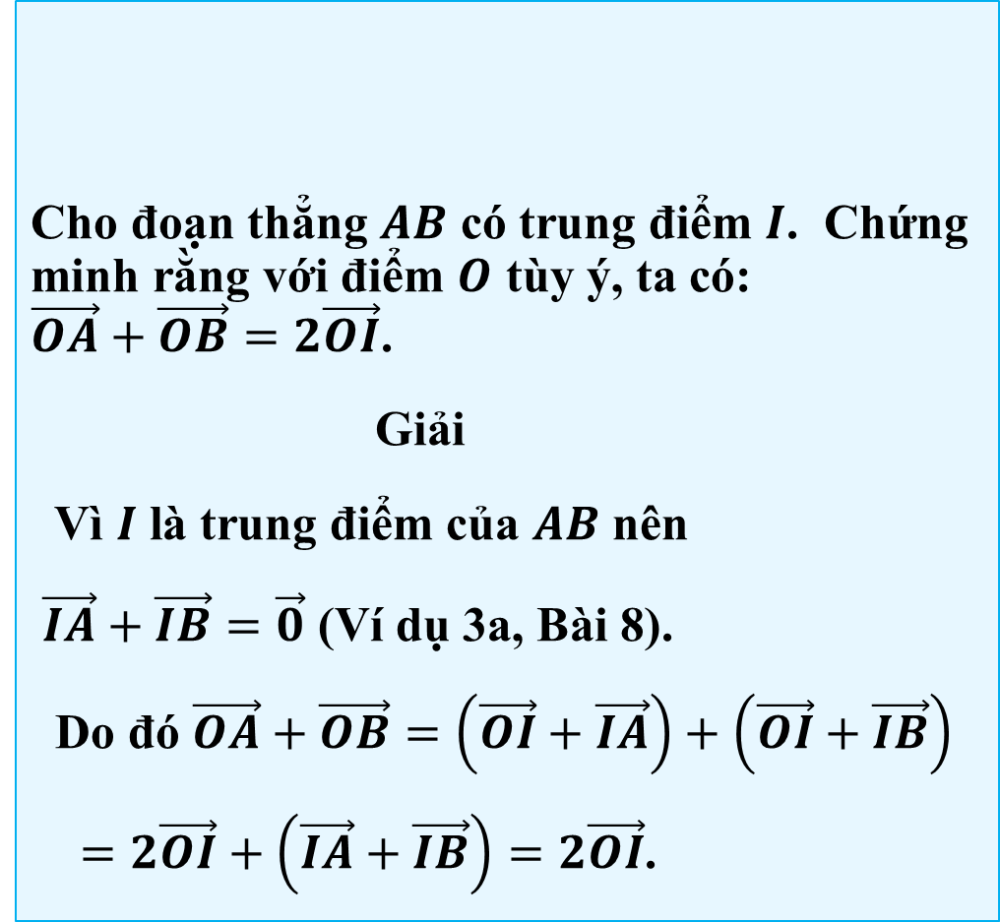 Cho đoạn thẳng 𝑨𝑩 có trung điểm 𝑰. Chứng
minh rằng với điểm 𝑶 tùy ý, ta có:
$\overrightarrow{OA} + \overrightarrow{OB} = 2\overrightarrow{OI}.$
Giải
Vì 𝑰 là trung điểm của 𝑨𝑩 nên
$\overrightarrow{IA} + \overrightarrow{IB} = \overrightarrow{0}$ (Ví dụ 3a, Bài 8).
Do đó $\overrightarrow{OA} + \overrightarrow{OB} = \left(\overrightarrow{OI} + \overrightarrow{IA}\right) + \left(\overrightarrow{OI} + \overrightarrow{IB}\right)$
$= 2\overrightarrow{OI} + \left(\overrightarrow{IA} + \overrightarrow{IB}\right) = 2\overrightarrow{OI}.$